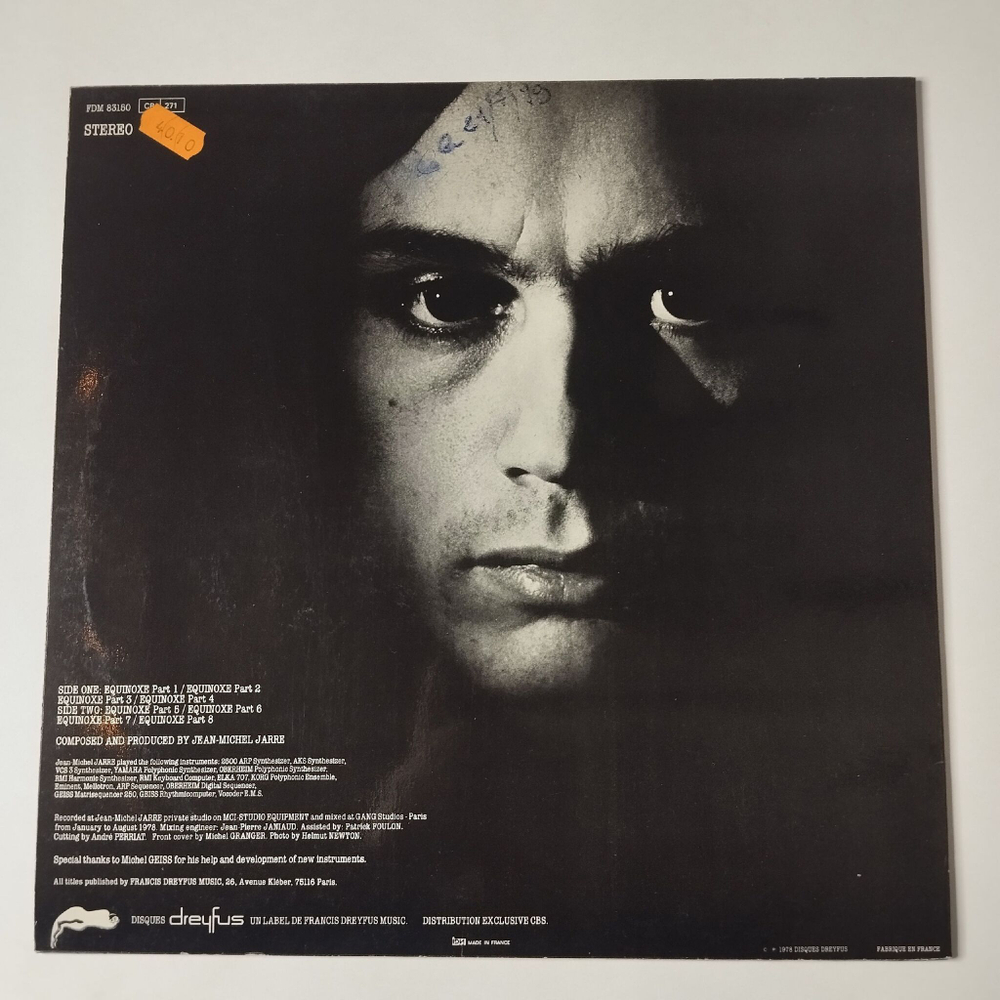 FDM 83150 CB 271
STEREO
40/10
21/5/79
SIDE ONE: EQUINOXE Part 1 / EQUINOXE Part 2
EQUINOXE Part 3 / EQUINOXE Part 4
SIDE TWO: EQUINOXE Part 5 / EQUINOXE Part 6
EQUINOXE Part 7 / EQUINOXE Part 8
COMPOSED AND PRODUCED BY JEAN-MICHEL JARRE
Jean-Michel JARRE played the following instruments: 2600 ARP Synthesizer, AKS Synthesizer,
VCS 3 Synthesizer, YAMAHA Polyphonic Synthesizer, OBERHEIM Polyphonic Synthesizer,
RMI Harmonic Synthesizer, RMI Keyboard Computer, ELKA 707, KORG Polyphonic Ensemble,
Eminent, Mellotron, ARP Sequencer, OBERHEIM Digital Sequencer,
GEISS Matrisequencer 250, GEISS Rhythmicomputer, Vocoder E.M.S.
Recorded at Jean-Michel JARRE private studio on MCI-STUDIO EQUIPMENT and mixed at GANG Studios - Paris
from January to August 1978. Mixing engineer: Jean-Pierre JANIAUD. Assisted by: Patrick FOULON.
Cutting by André PERRIAT. Front cover by Michel GRANGER. Photo by Helmut NEWTON.
Special thanks to Michel GEISS for his help and development of new instruments.
All titles published by FRANCIS DREYFUS MUSIC, 26, Avenue Kléber, 75116 Paris.
DISQUES dreyfus UN LABEL DE FRANCIS DREYFUS MUSIC. DISTRIBUTION EXCLUSIVE CBS.
MADE IN FRANCE
1978 DISQUES DREYFUS FABRIQUE EN FRANCE